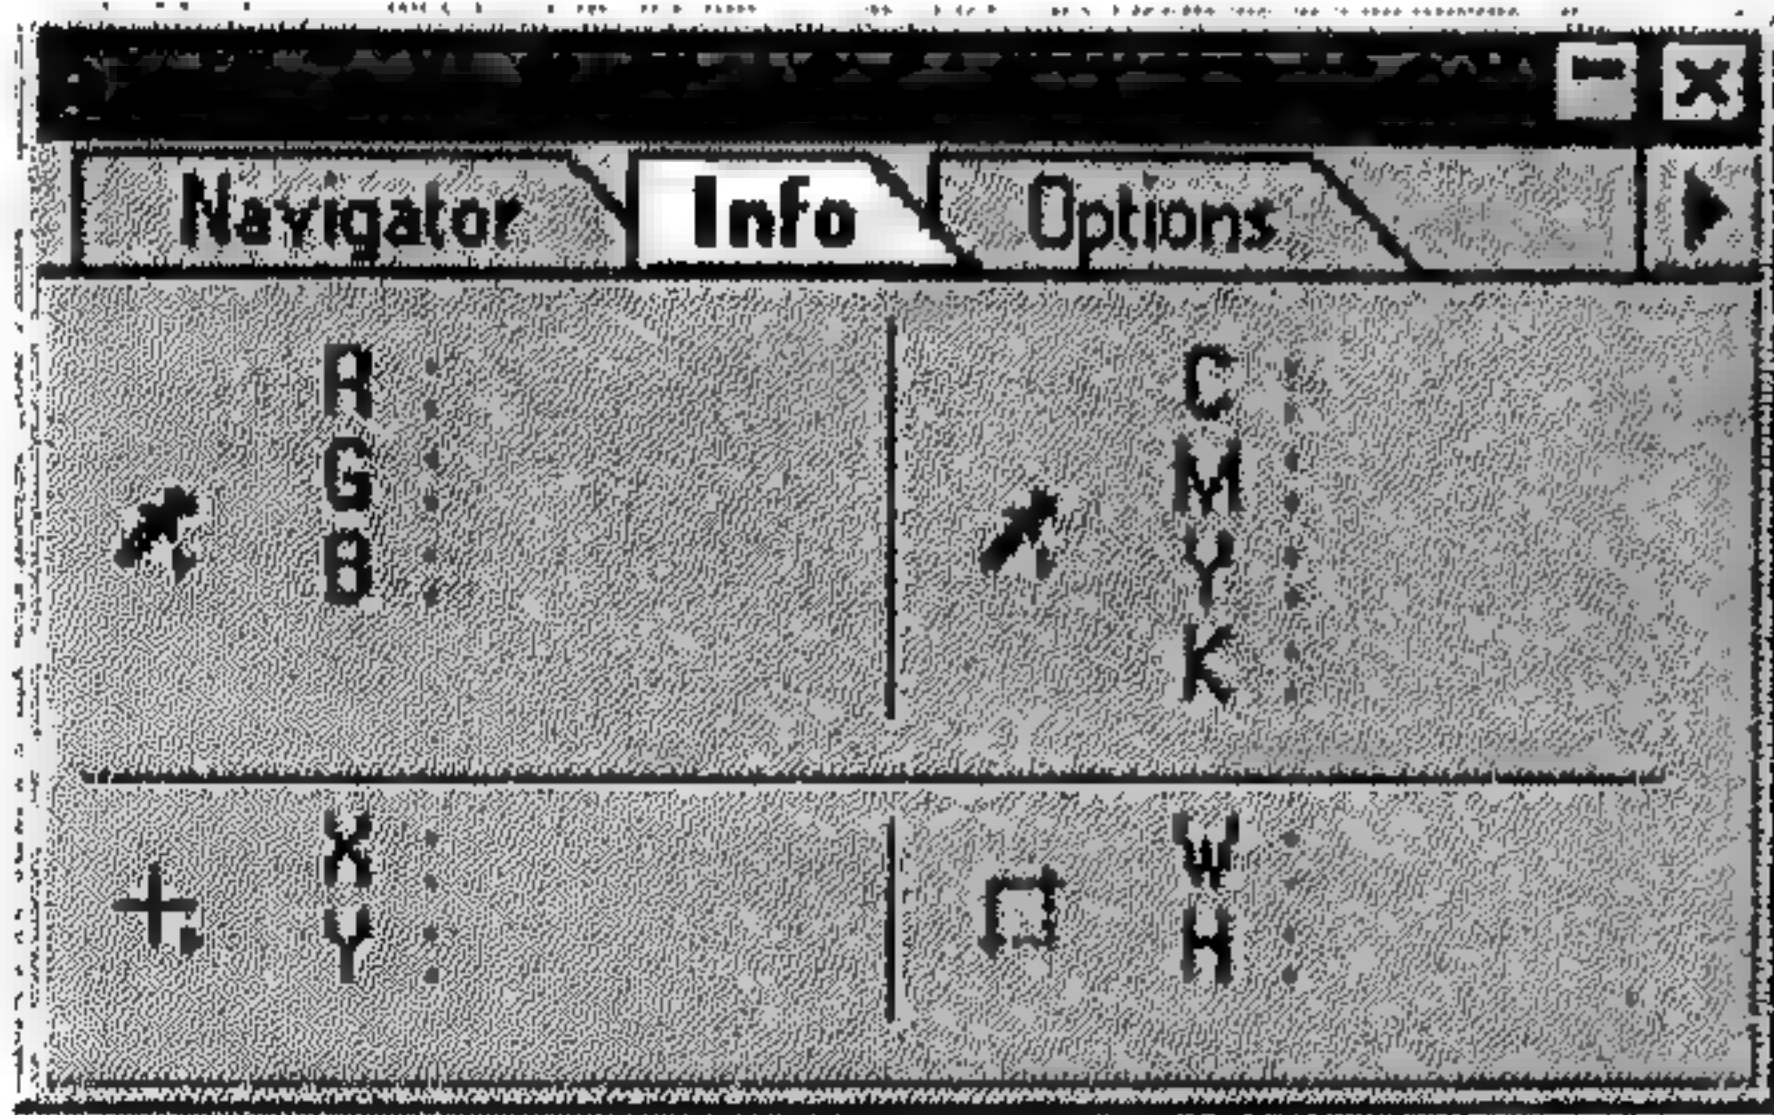 Navigator Info Options
R : C :
G : M :
B : Y :
K :
X : W :
Y : H :